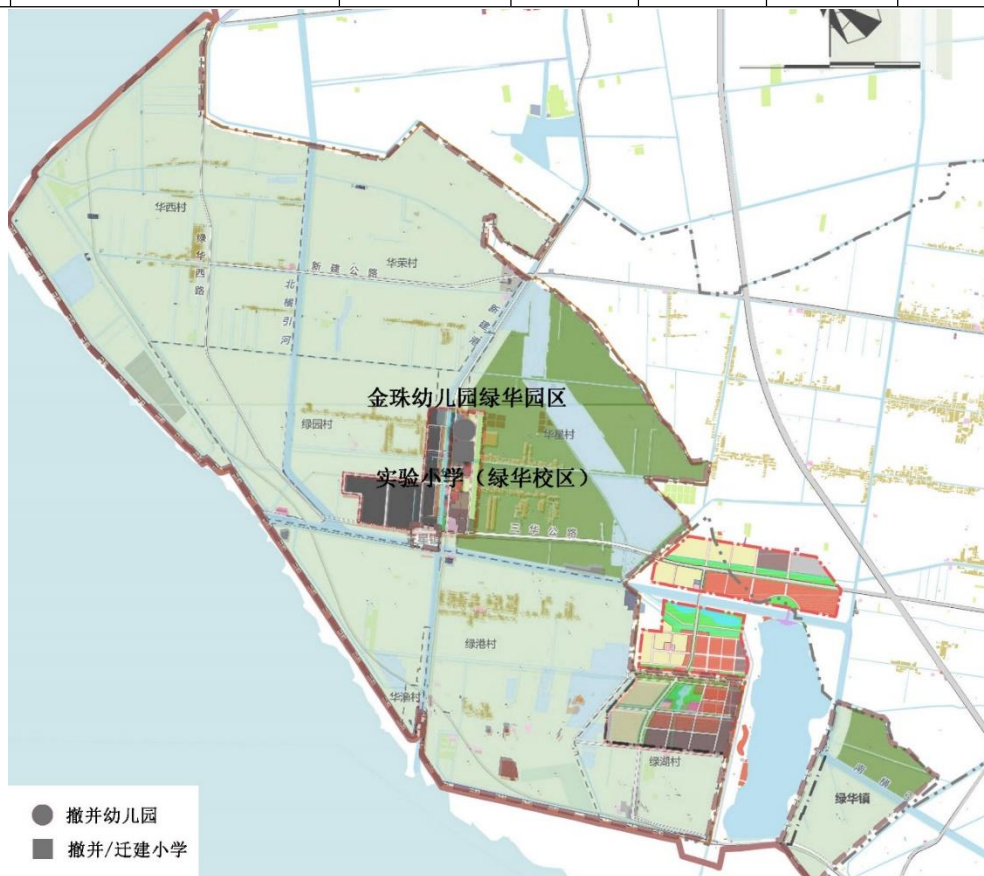 华西村
绿华西路
华荣村
新建公路
北横引河
新建港
金珠幼儿园绿华园区
绿园村
华星村
实验小学（绿华校区）
三华公路
绿港村
华渔村
绿湖村
南横
绿华镇
撤并幼儿园
撤并/迁建小学